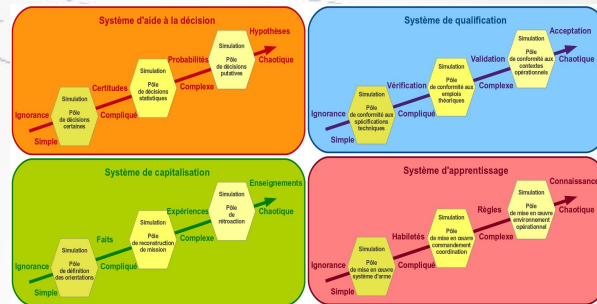 Système d'aide à la décision
Hypothèses
Simulation
Pôle
de décisions
putatives
Probabilités
Chaotique
Simulation
Pôle
de décisions
statistiques
Certitudes
Complexe
Simulation
Pôle
de décisions
certaines
Ignorance
Compliqué
Simple
Système de qualification
Acceptation
Simulation
Pôle
de conformité aux
contextes
opérationnels
Validation
Chaotique
Simulation
Pôle
de conformité aux
emplois
théoriques
Vérification
Complexe
Simulation
Pôle
de conformité aux
spécifications
techniques
Ignorance
Compliqué
Simple
Système de capitalisation
Enseignements
Simulation
Pôle
de
rétroaction
Expériences
Chaotique
Simulation
Pôle
de reconstruction
de mission
Faits
Complexe
Simulation
Pôle
de définition
des orientations
Ignorance
Compliqué
Simple
Système d'apprentissage
Connaissance
Simulation
Pôle
de mise en œuvre
environnement
opérationnel
Règles
Chaotique
Simulation
Pôle
de mise en œuvre
commandement
coordination
Habiletés
Complexe
Simulation
Pôle
de mise en œuvre
système d'arme
Ignorance
Compliqué
Simple